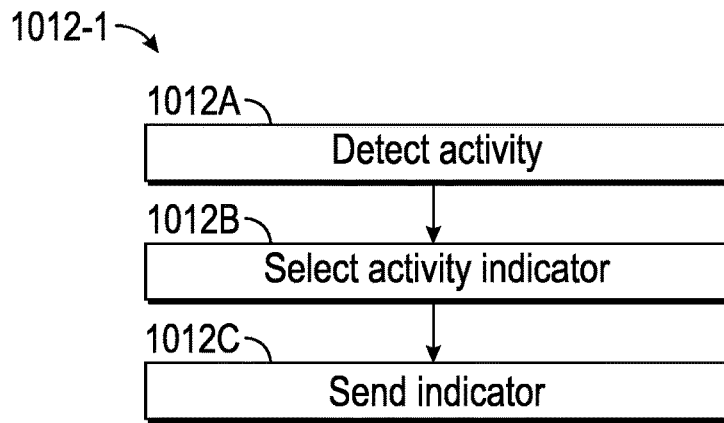 1012-1
1012A
Detect activity
1012B
Select activity indicator
1012C
Send indicator